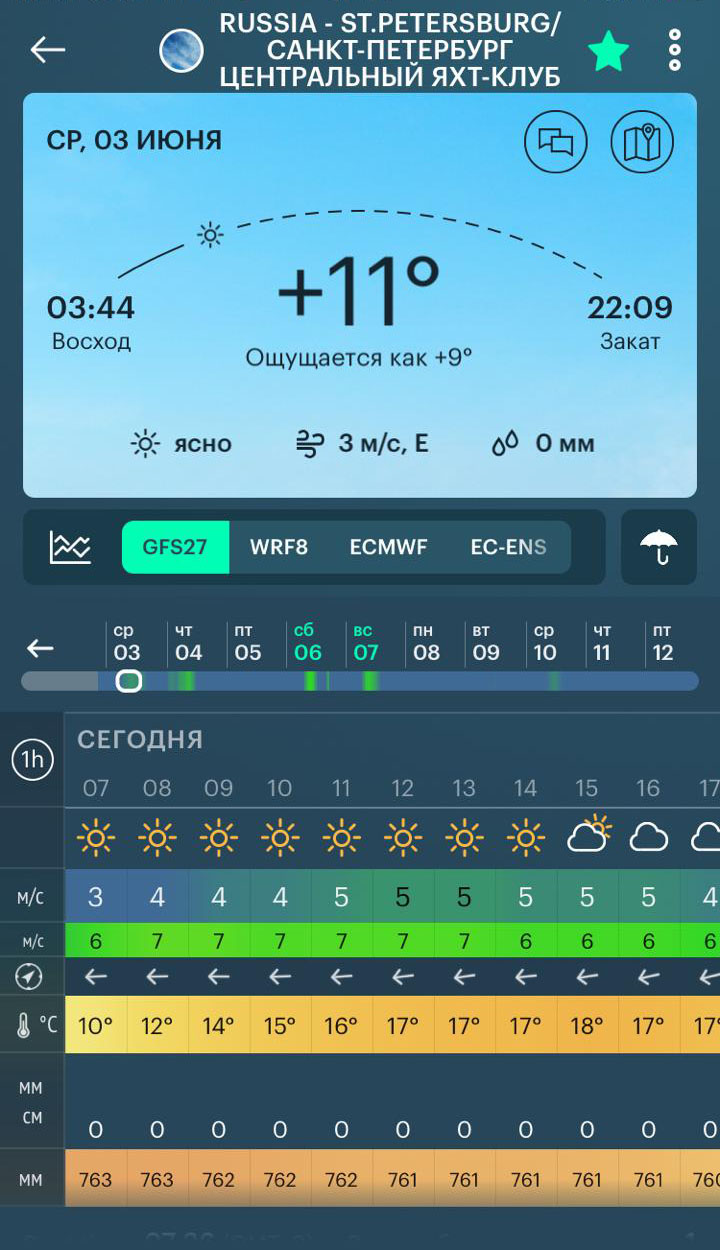 RUSSIA - ST.PETERSBURG/
САНКТ-ПЕТЕРБУРГ
ЦЕНТРАЛЬНЫЙ ЯХТ-КЛУБ
СР, 03 ИЮНЯ
+11°
03:44 22:09
Восход Закат
Ощущается как +9°
ясно 3 м/с, E 0 мм
GFS27 WRF8 ECMWF EC-ENS
ср чт пт сб вс пн вт ср чт пт
03 04 05 06 07 08 09 10 11 12
СЕГОДНЯ
1h
07 08 09 10 11 12 13 14 15 16 17
м/с 3 4 4 4 5 5 5 5 5 5 4
м/с 6 7 7 7 7 7 7 6 6 6 6
°C 10° 12° 14° 15° 16° 17° 17° 17° 18° 17° 17°
мм
см
0 0 0 0 0 0 0 0 0 0 0
мм 763 763 762 762 762 761 761 761 761 761 760